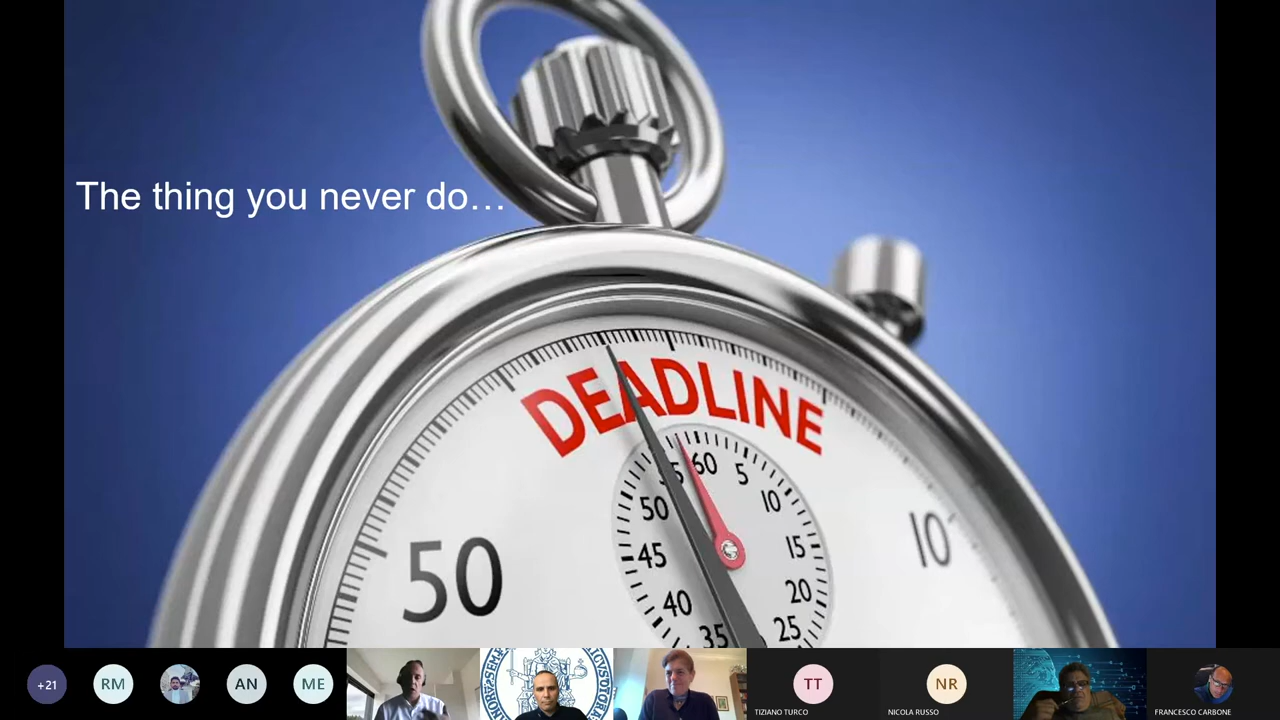 The thing you never do…
DEADLINE
60
5
10
15
20
25
35
40
45
50
55
50
10
+21
RM
AN
ME
TT
TIZIANO TURCO
NR
NICOLA RUSSO
FRANCESCO CARBONE